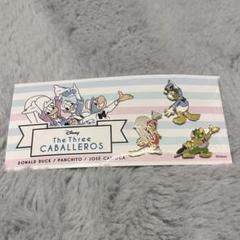 Disney
The Three
CABALLEROS
DONALD DUCK / PANCHITO / JOSÉ CARIOCA